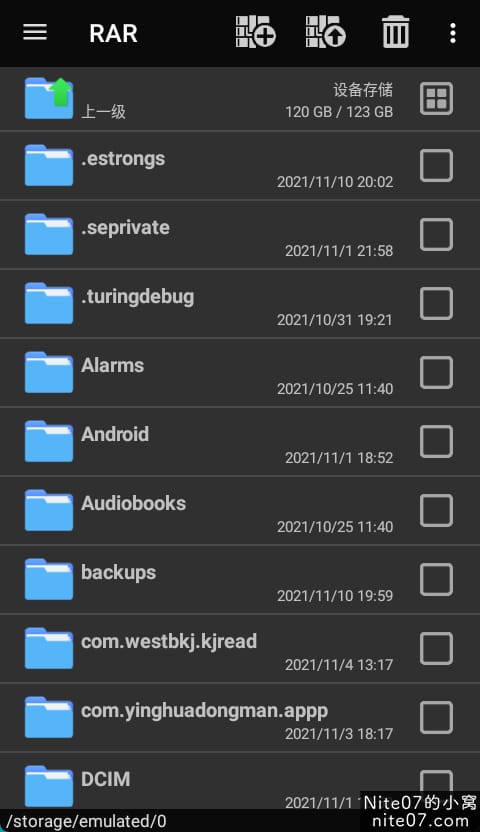 RAR
设备存储
上一级
120 GB / 123 GB
.estrongs
2021/11/10 20:02
.seprivate
2021/11/1 21:58
.turingdebug
2021/10/31 19:21
Alarms
2021/10/25 11:40
Android
2021/11/1 18:52
Audiobooks
2021/10/25 11:40
backups
2021/11/10 19:59
com.westbkj.kjread
2021/11/4 13:17
com.yinghuadongman.appp
2021/11/3 18:17
DCIM
2021/11/1
Nite07的小窝
/storage/emulated/0
nite07.com